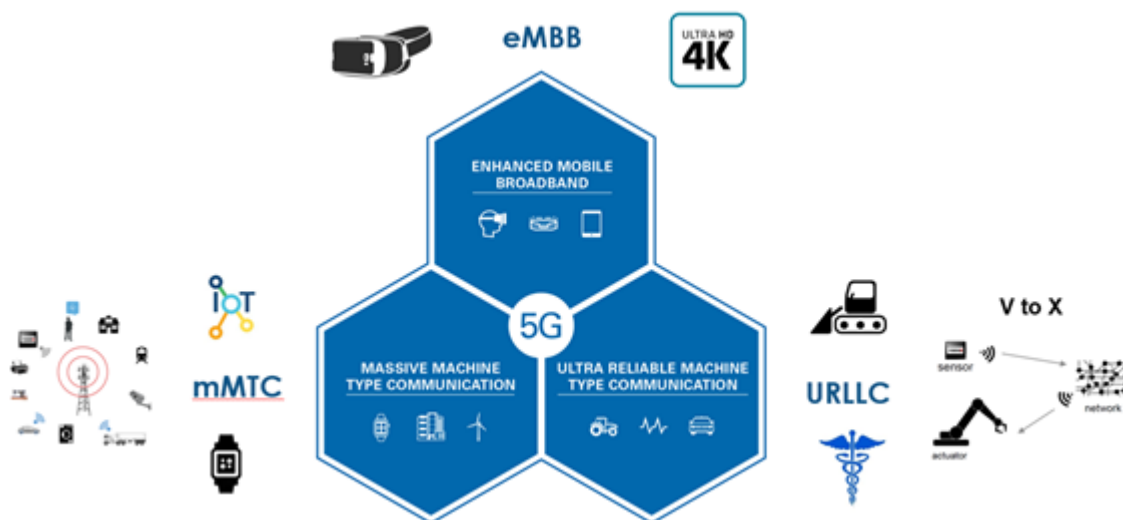 eMBB
ULTRA HD
4K
ENHANCED MOBILE
BROADBAND
IOT
5G
V to X
sensor
MASSIVE MACHINE
TYPE COMMUNICATION
ULTRA RELIABLE MACHINE
TYPE COMMUNICATION
mMTC
URLLC
network
actuator